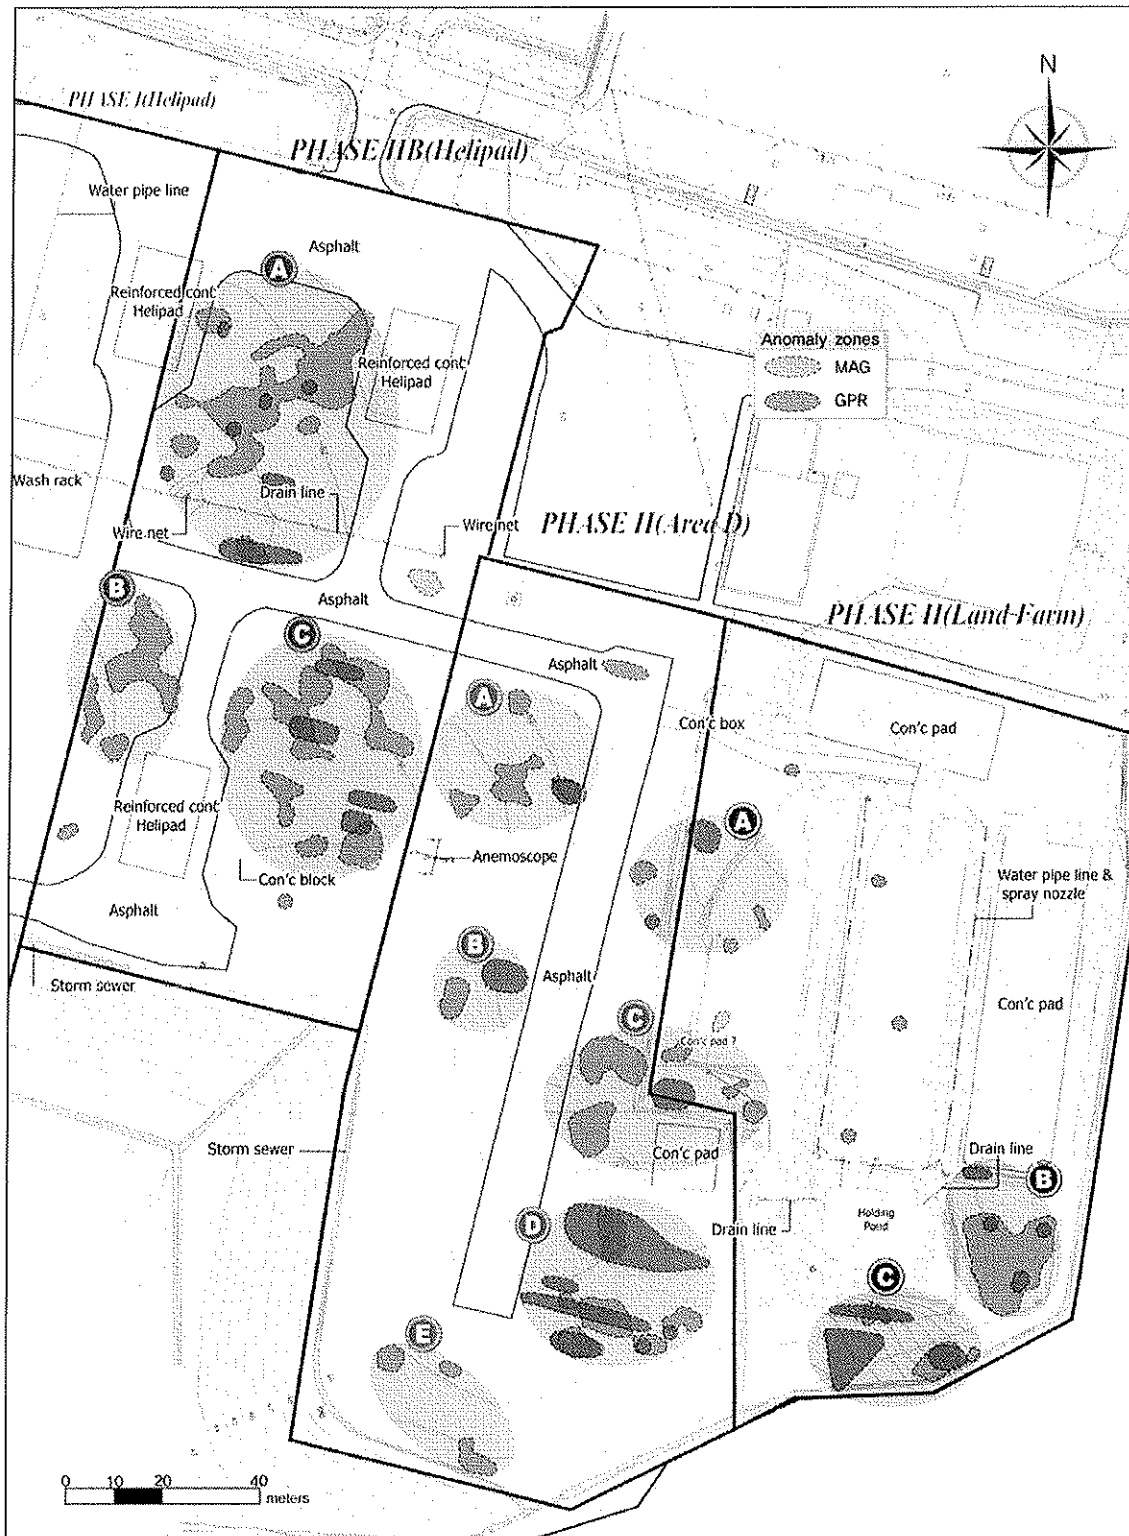 N
PHASE I(Helipad)
PHASE IIB(Helipad)
Water pipe line
Asphalt
A
Reinforced cont
Helipad
Reinforced cont
Helipad
Anomaly zones
MAG
GPR
Wash rack
Drain line
Wire net
Wire net
PHASE II(Area D)
B
Asphalt
C
PHASE II(Land-Farm)
Asphalt
A
Con'c box
Con'c pad
Reinforced cont
Helipad
A
Anemoscope
Con'c block
Water pipe line &
spray nozzle
Asphalt
B
Asphalt
Storm sewer
Con'c pad
C
Con'c pad ?
Storm sewer
Con'c pad
Drain line
B
D
Drain line
Holding
Pond
C
E
0 10 20 40
meters